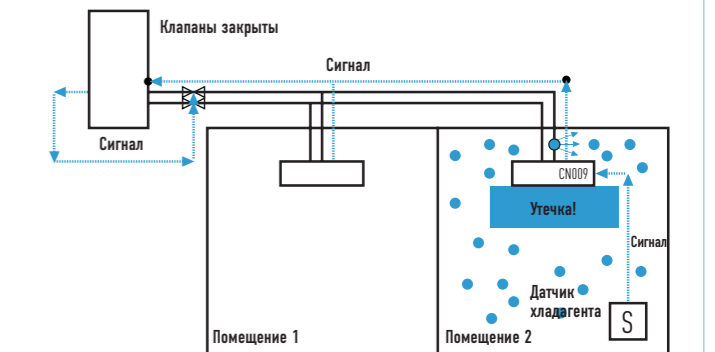 Клапаны закрыты
Сигнал
Сигнал
CN009
Утечка!
Сигнал
Датчик
хладагента
S
Помещение 1
Помещение 2